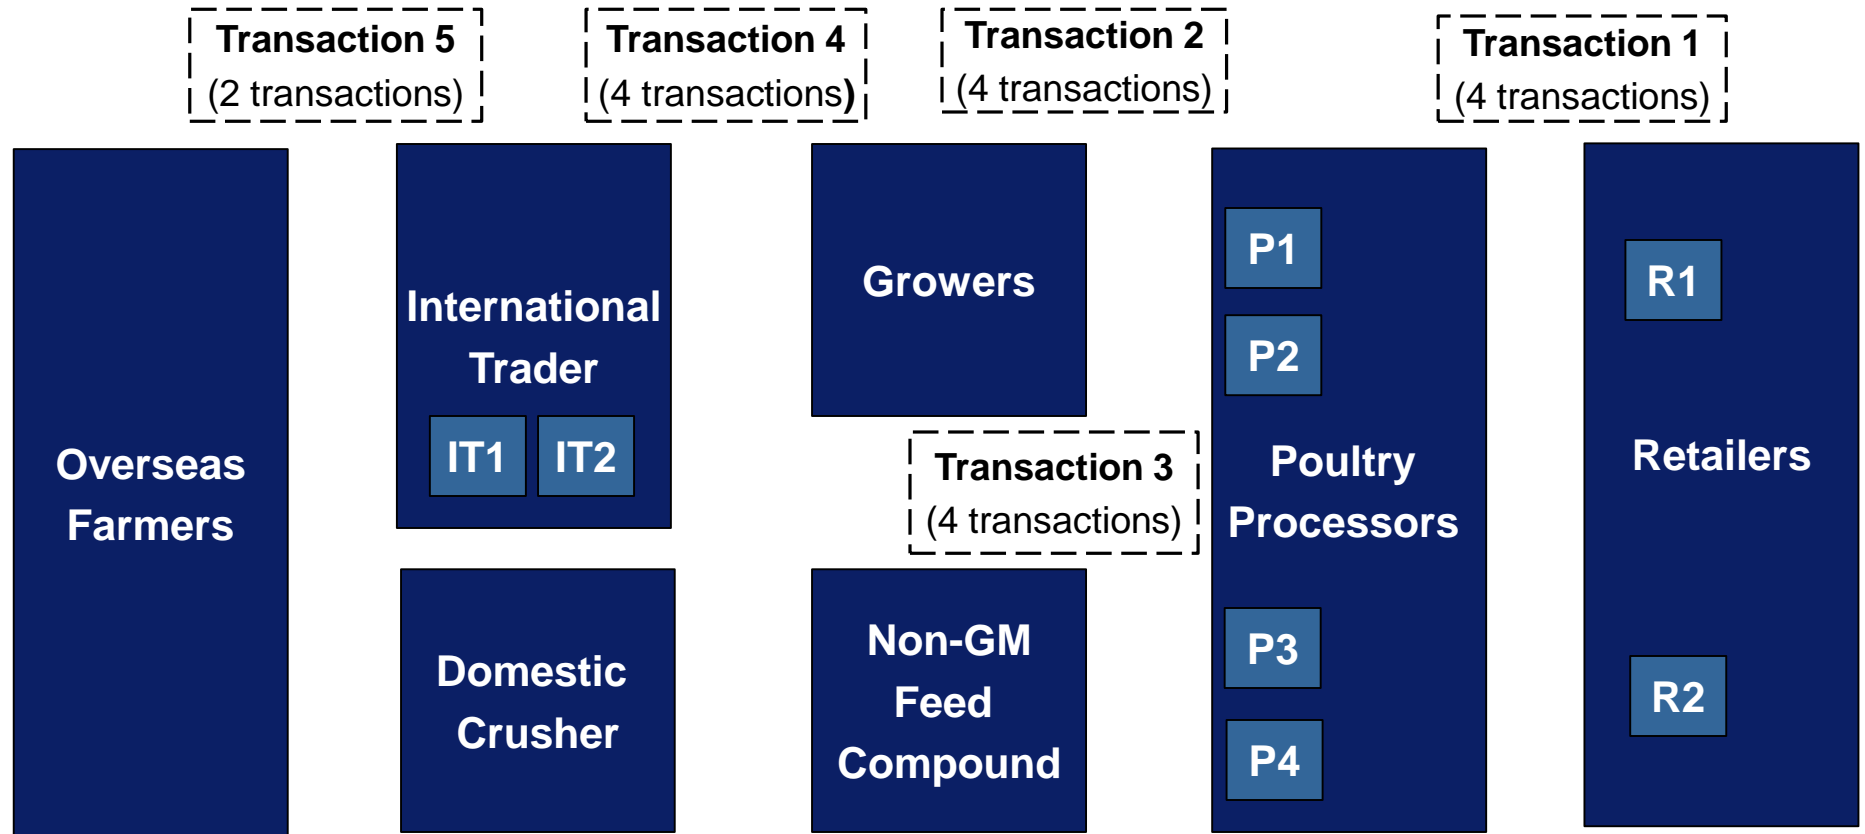 Transaction 5
(2 transactions)
Transaction 4
(4 transactions)
Transaction 2
(4 transactions)
Transaction 1
(4 transactions)
Overseas
Farmers
International
Trader
IT1
IT2
Domestic
Crusher
Growers
Transaction 3
(4 transactions)
Non-GM
Feed
Compound
P1
P2
Poultry
Processors
P3
P4
R1
Retailers
R2